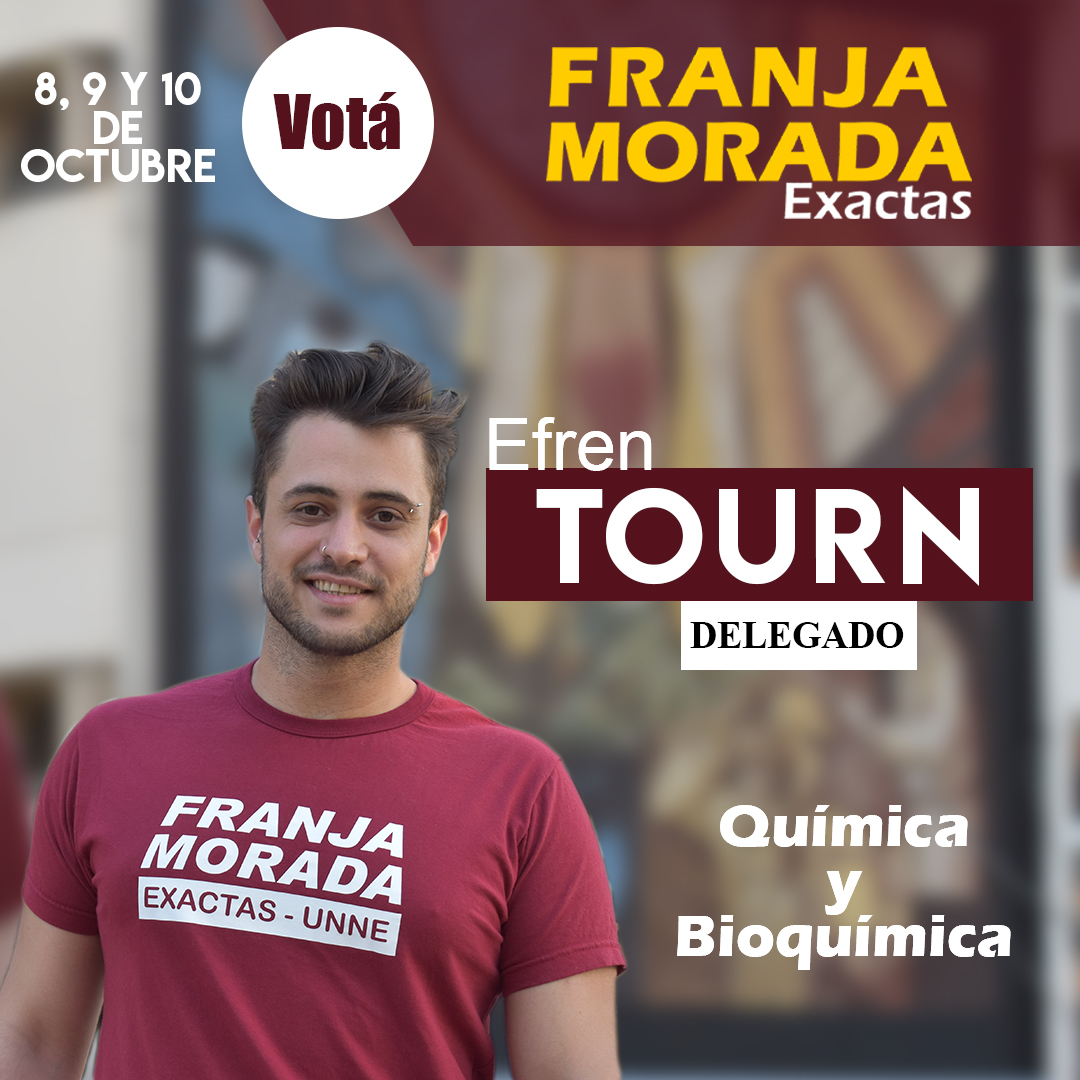 8, 9 Y 10
DE
OCTUBRE
Votá
FRANJA
MORADA
Exactas
Efren
TOURN
DELEGADO
FRANJA
MORADA
EXACTAS - UNNE
Química
y
Bioquímica